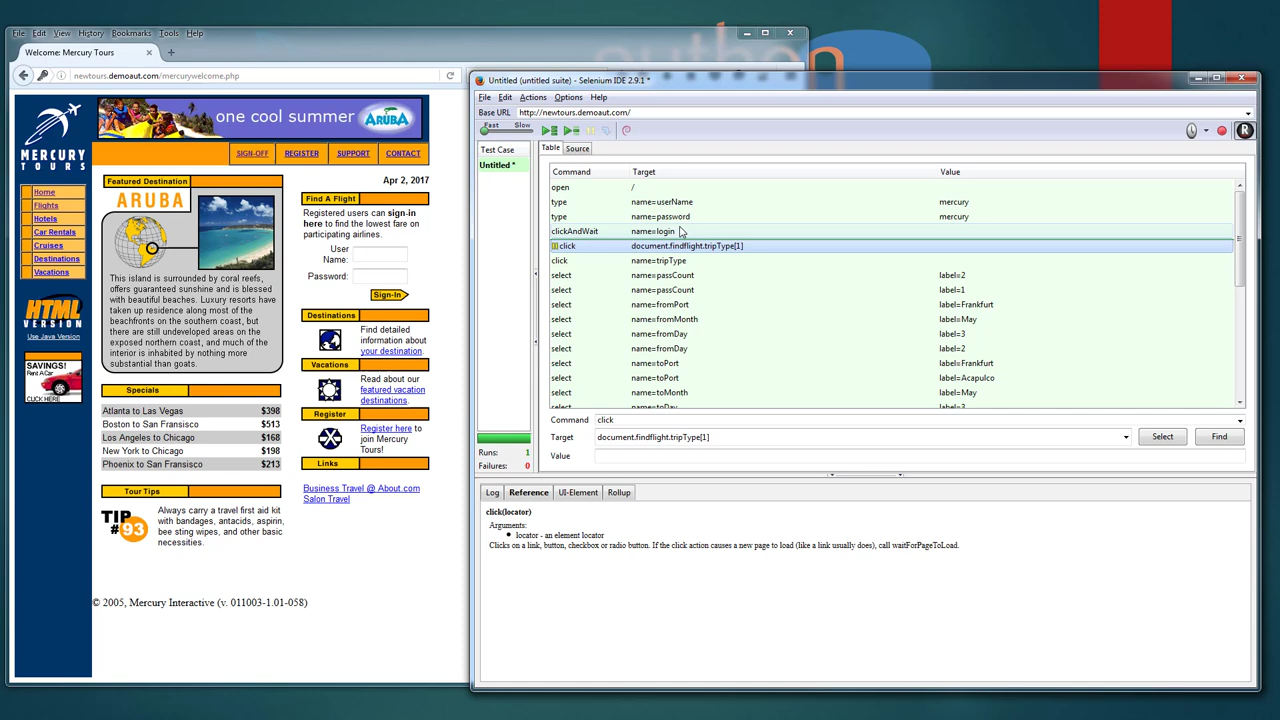 ython
File Edit View History Bookmarks Tools Help
Welcome: Mercury Tours
newtours.demoaut.com/mercurywelcome.php
one cool summer ARUBA
MERCURY
TOURS
SIGN-OFF REGISTER SUPPORT CONTACT
Home
Flights
Hotels
Car Rentals
Cruises
Destinations
Vacations
HTML
VERSION
Use Java Version
SAVINGS!
Rent A Car
CLICK HERE
Featured Destination
ARUBA
This island is surrounded by coral reefs,
offers guaranteed sunshine and is blessed
with beautiful beaches. Luxury resorts have
taken up residence along most of the
beachfronts on the southern coast, but
there are still undeveloped areas on the
exposed northern coast, and much of the
interior is inhabited by nothing more
substantial than goats.
Specials
Atlanta to Las Vegas $398
Boston to San Francisco $513
Los Angeles to Chicago $168
New York to Chicago $198
Phoenix to San Francisco $213
Tour Tips
TIP
#93
Always carry a travel first aid kit
with bandages, antacids, aspirin,
bee sting wipes, and other basic
necessities.
Apr 2, 2017
Find A Flight
Registered users can sign-in
here to find the lowest fare on
participating airlines.
User
Name:
Password:
Sign-In
Destinations
Find detailed
information about
your destination.
Vacations
Read about our
featured vacation
destinations.
Register
Register here to
join Mercury
Tours!
Links
Business Travel @ About.com
Salon Travel
© 2005, Mercury Interactive (v. 011003-1.01-058)
Untitled (untitled suite) - Selenium IDE 2.9.1 *
File Edit Actions Options Help
Base URL http://newtours.demoaut.com/
Fast Slow
R
Test Case
Untitled *
Runs: 1
Failures: 0
Table Source
Command Target Value
open /
type name=userName mercury
type name=password mercury
clickAndWait name=login
click document.findflight.tripType[1]
click name=tripType
select name=passCount label=2
select name=passCount label=1
select name=fromPort label=Frankfurt
select name=fromMonth label=May
select name=fromDay label=3
select name=fromDay label=2
select name=toPort label=Frankfurt
select name=toPort label=Acapulco
select name=toMonth label=May
select name=toDay label=3
Command click
Target document.findflight.tripType[1] Select Find
Value
Log Reference UI-Element Rollup
click(locator)
Arguments:
locator - an element locator
Clicks on a link, button, checkbox or radio button. If the click action causes a new page to load (like a link usually does), call waitForPageToLoad.